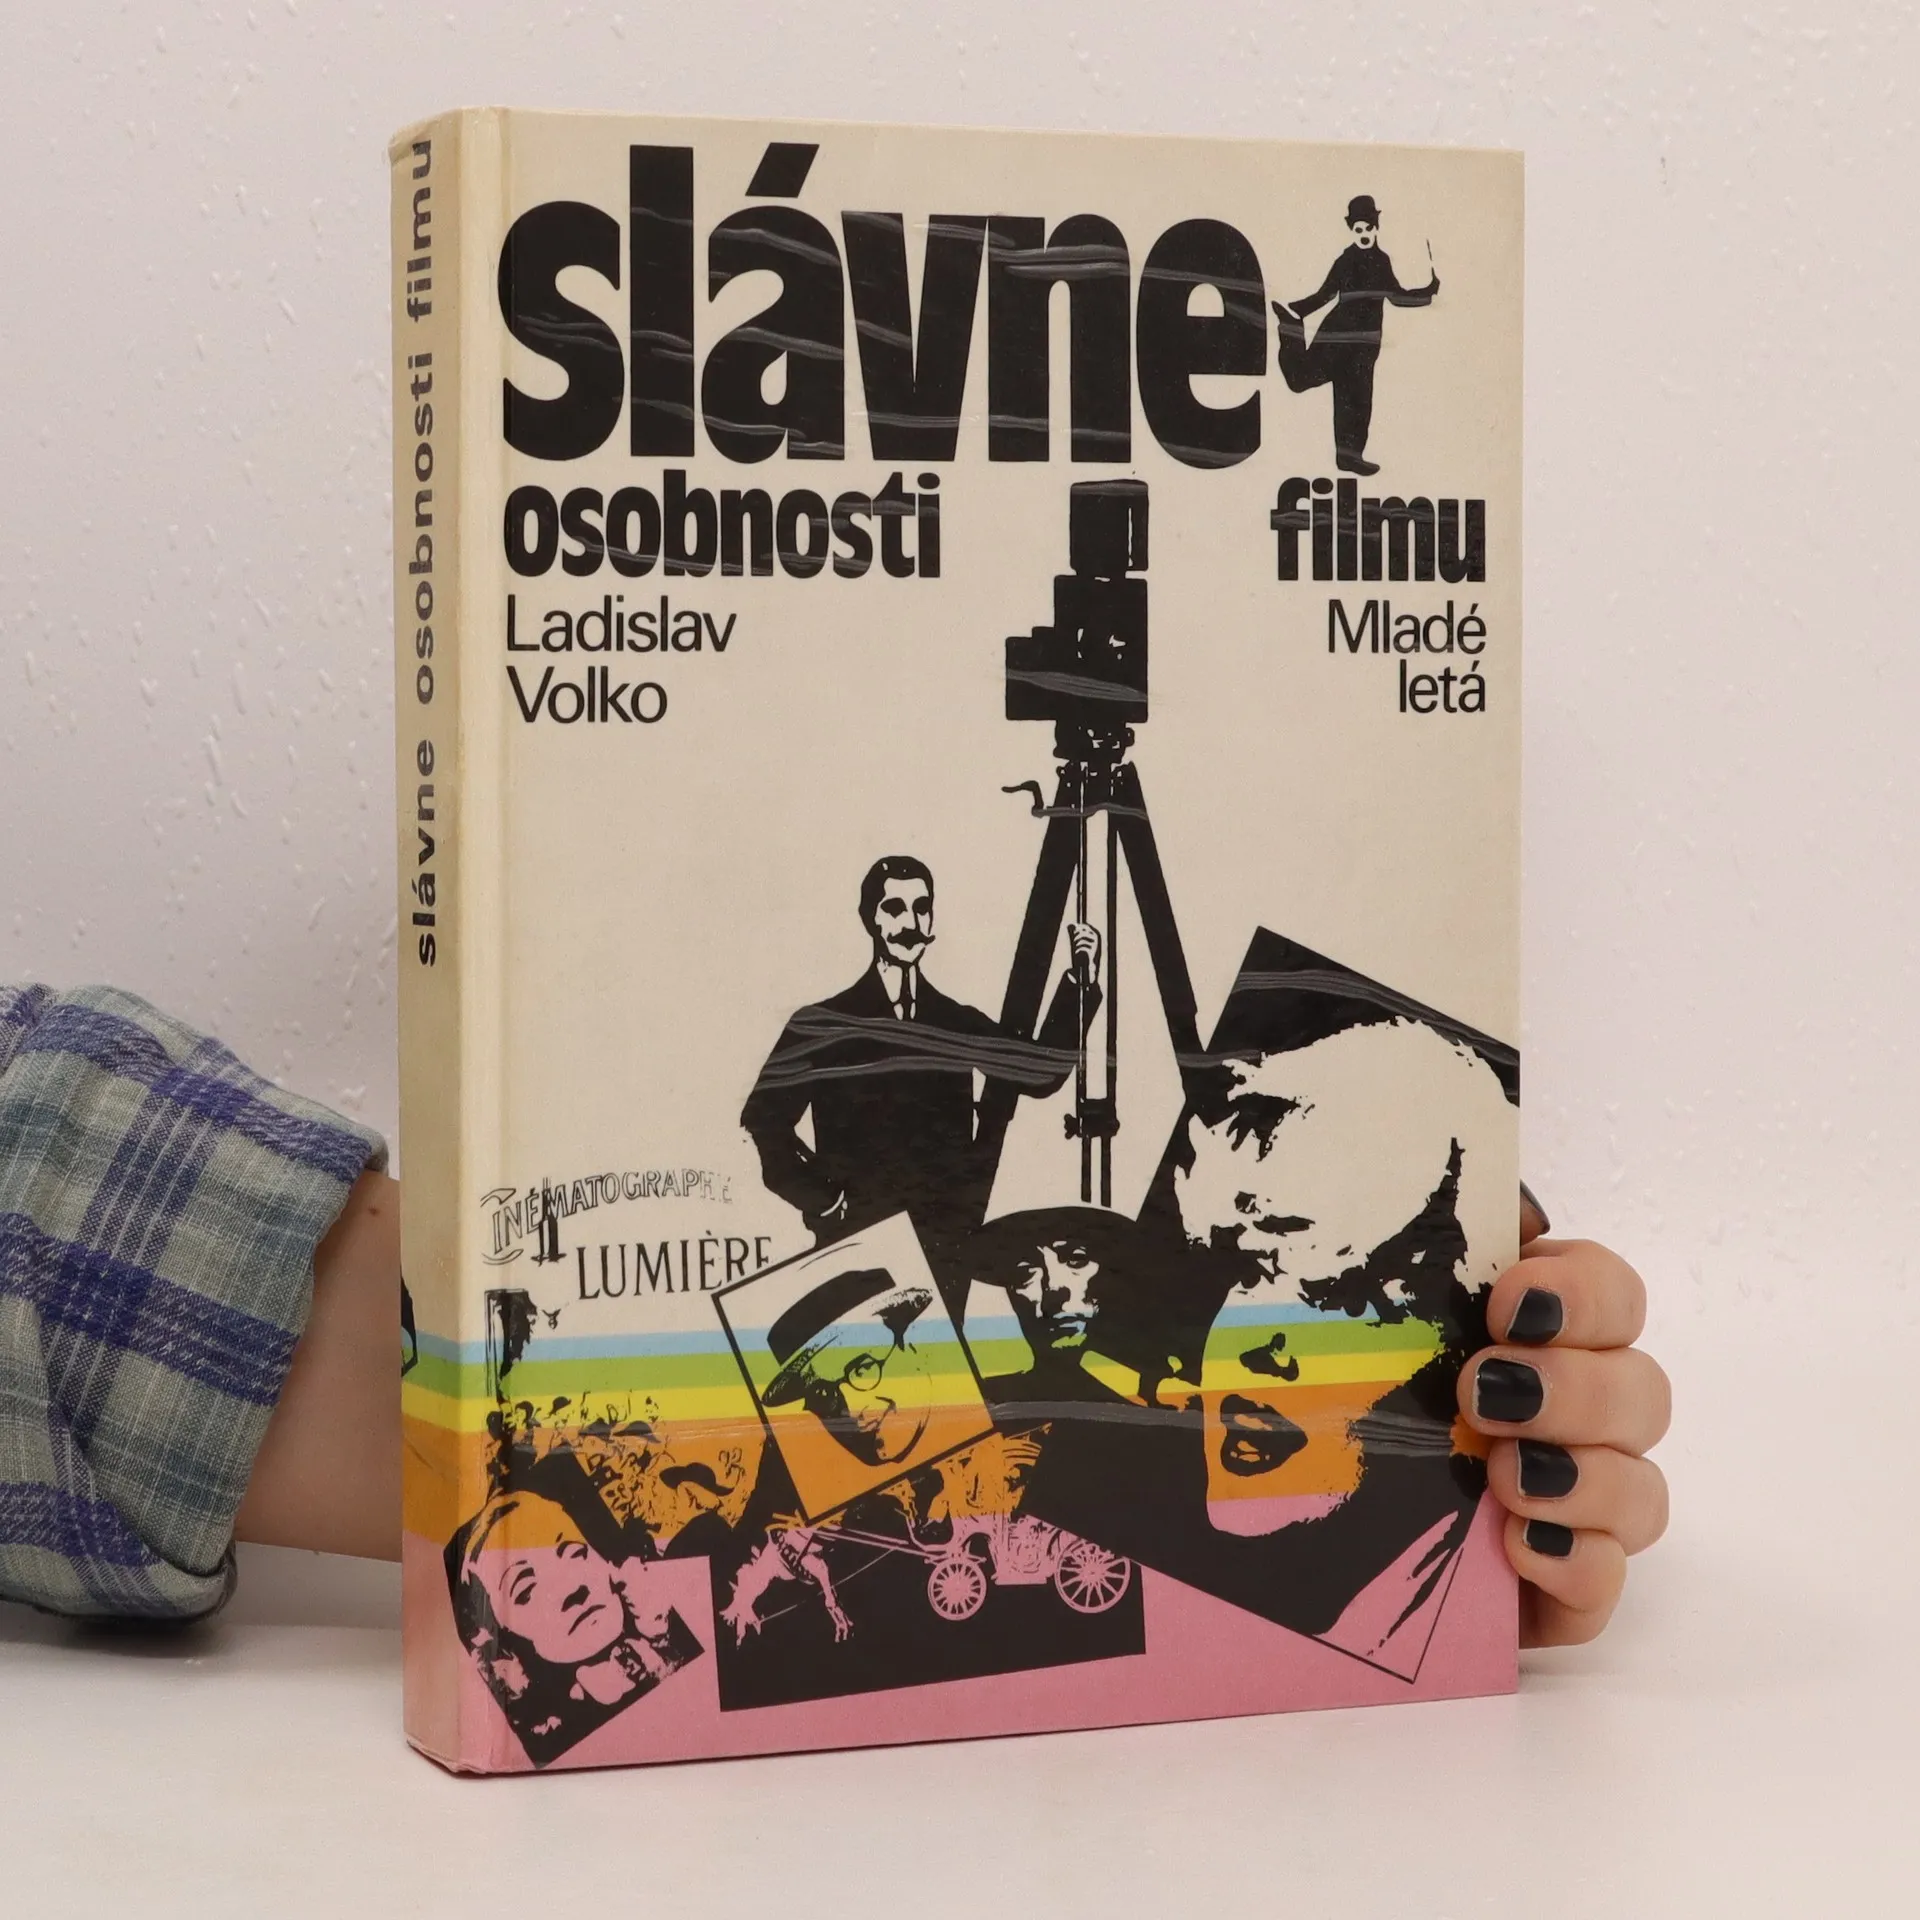 slávne osobnosti filmu
slávne
osobnosti filmu
Ladislav Mladé
Volko letá
CINÉMATOGRAPHE
LUMIÈRE